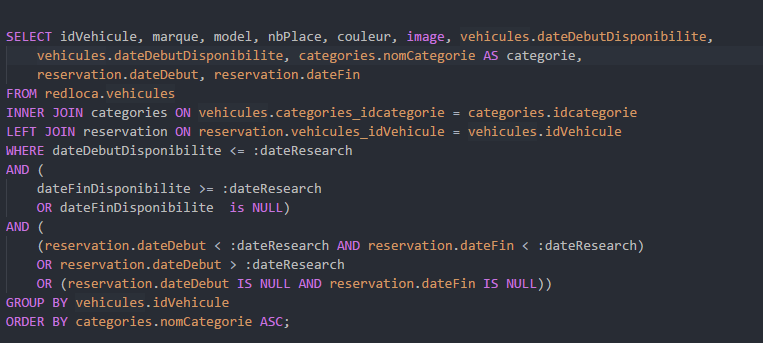 SELECT idVehicule, marque, model, nbPlace, couleur, image, vehicules.dateDebutDisponibilite,
vehicules.dateDebutDisponibilite, categories.nomCategorie AS categorie,
reservation.dateDebut, reservation.dateFin
FROM redloca.vehicules
INNER JOIN categories ON vehicules.categories_idcategorie = categories.idcategorie
LEFT JOIN reservation ON reservation.vehicules_idVehicule = vehicules.idVehicule
WHERE dateDebutDisponibilite <= :dateResearch
AND (
dateFinDisponibilite >= :dateResearch
OR dateFinDisponibilite  is NULL)
AND (
(reservation.dateDebut < :dateResearch AND reservation.dateFin < :dateResearch)
OR reservation.dateDebut > :dateResearch
OR (reservation.dateDebut IS NULL AND reservation.dateFin IS NULL))
GROUP BY vehicules.idVehicule
ORDER BY categories.nomCategorie ASC;